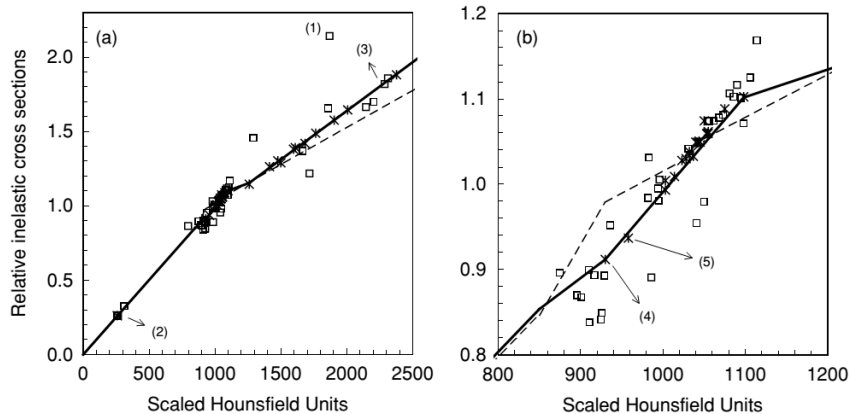 Relative inelastic cross sections
(a)
(1)
(3)
(2)
2.0
1.5
1.0
0.5
0.0
0 500 1000 1500 2000 2500
Scaled Hounsfield Units
(b)
(5)
(4)
1.2
1.1
1.0
0.9
0.8
800 900 1000 1100 1200
Scaled Hounsfield Units